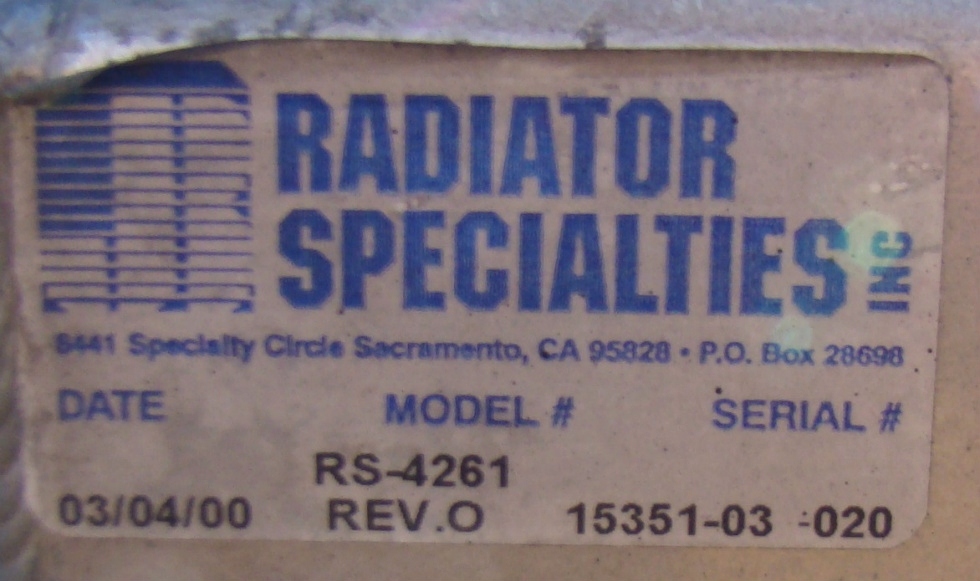 RADIATOR
SPECIALTIES INC
8441 Specialty Circle Sacramento, CA 95828 • P.O. Box 28698
DATE MODEL # SERIAL #
RS-4261
03/04/00 REV.O 15351-03 -020